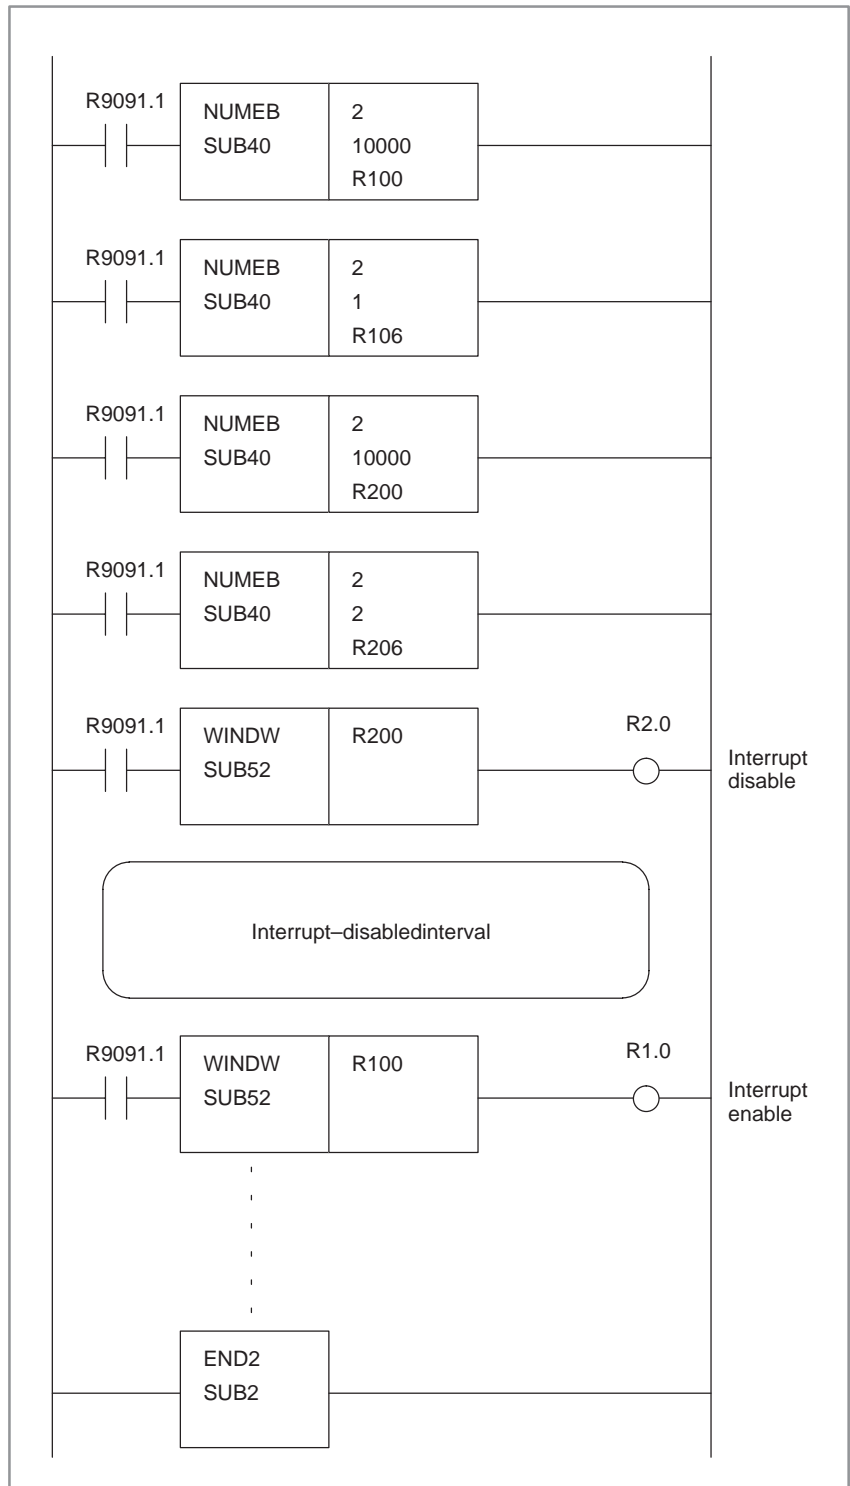 R9091.1
NUMEB 2
SUB40 10000
R100
R9091.1
NUMEB 2
SUB40 1
R106
R9091.1
NUMEB 2
SUB40 10000
R200
R9091.1
NUMEB 2
SUB40 2
R206
R9091.1
WINDW R200
SUB52
R2.0
Interrupt
disable
Interrupt–disabledinterval
R9091.1
WINDW R100
SUB52
R1.0
Interrupt
enable
END2
SUB2